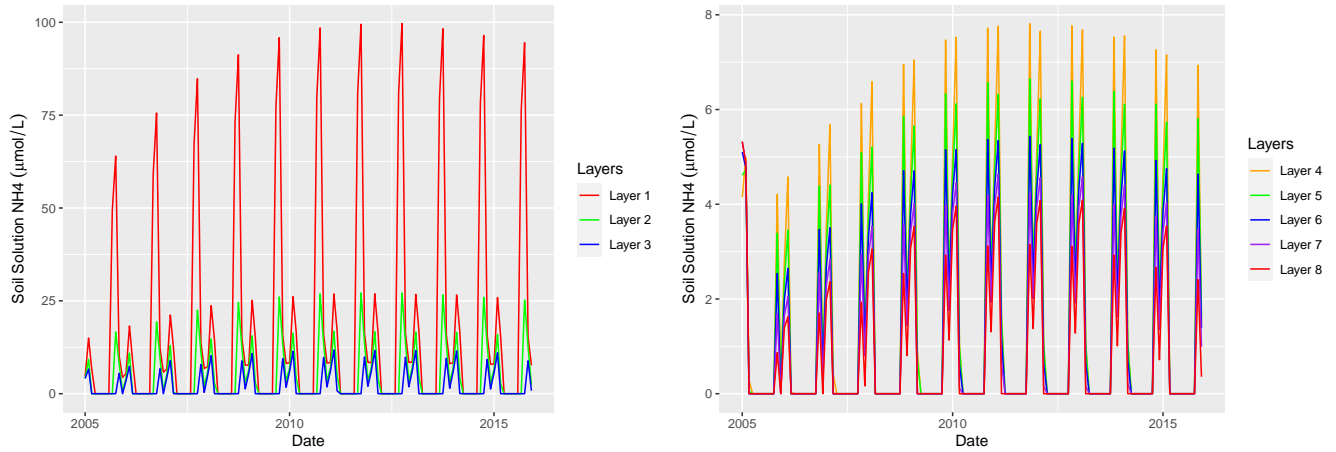 Soil Solution NH4 (μmol/L)
100
75
50
25
0
2005
2010
2015
Date
Layers
Layer 1
Layer 2
Layer 3
Soil Solution NH4 (μmol/L)
8
6
4
2
0
2005
2010
2015
Date
Layers
Layer 4
Layer 5
Layer 6
Layer 7
Layer 8